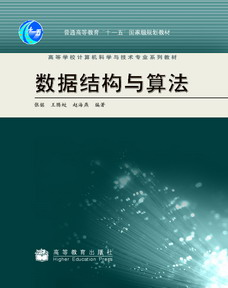 普通高等教育“十一五”国家级规划教材
高等学校计算机科学与技术专业系列教材
数据结构与算法
张铭 王腾蛟 赵海燕 编著
高等教育出版社
Higher Education Press